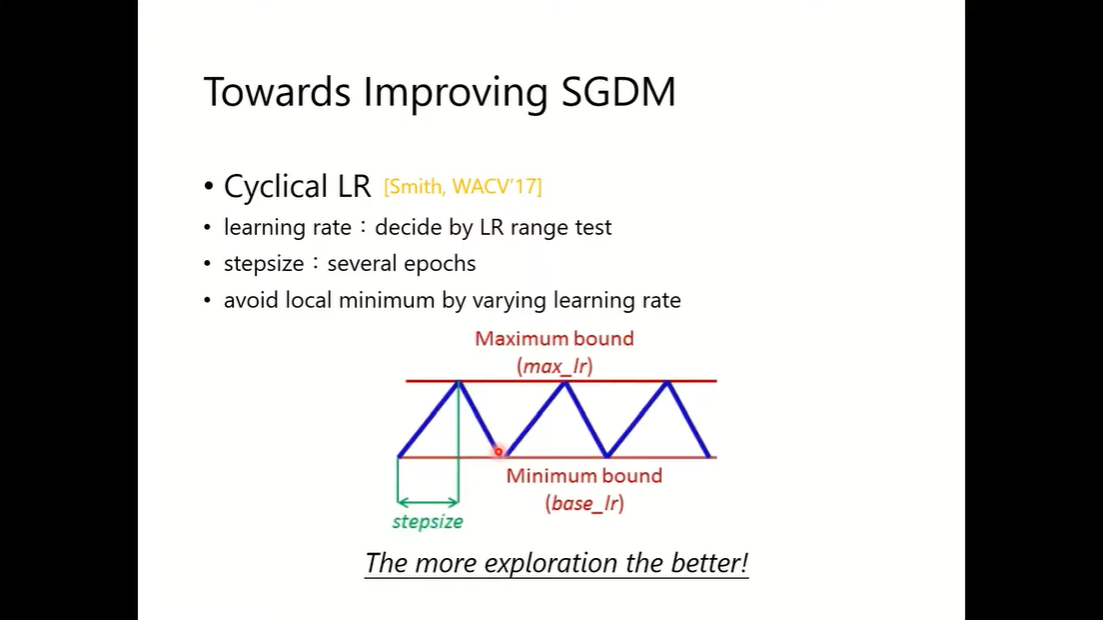 Towards Improving SGDM
• Cyclical LR [Smith, WACV'17]
• learning rate：decide by LR range test
• stepsize：several epochs
• avoid local minimum by varying learning rate
Maximum bound
(max_lr)
Minimum bound
(base_lr)
stepsize
The more exploration the better!